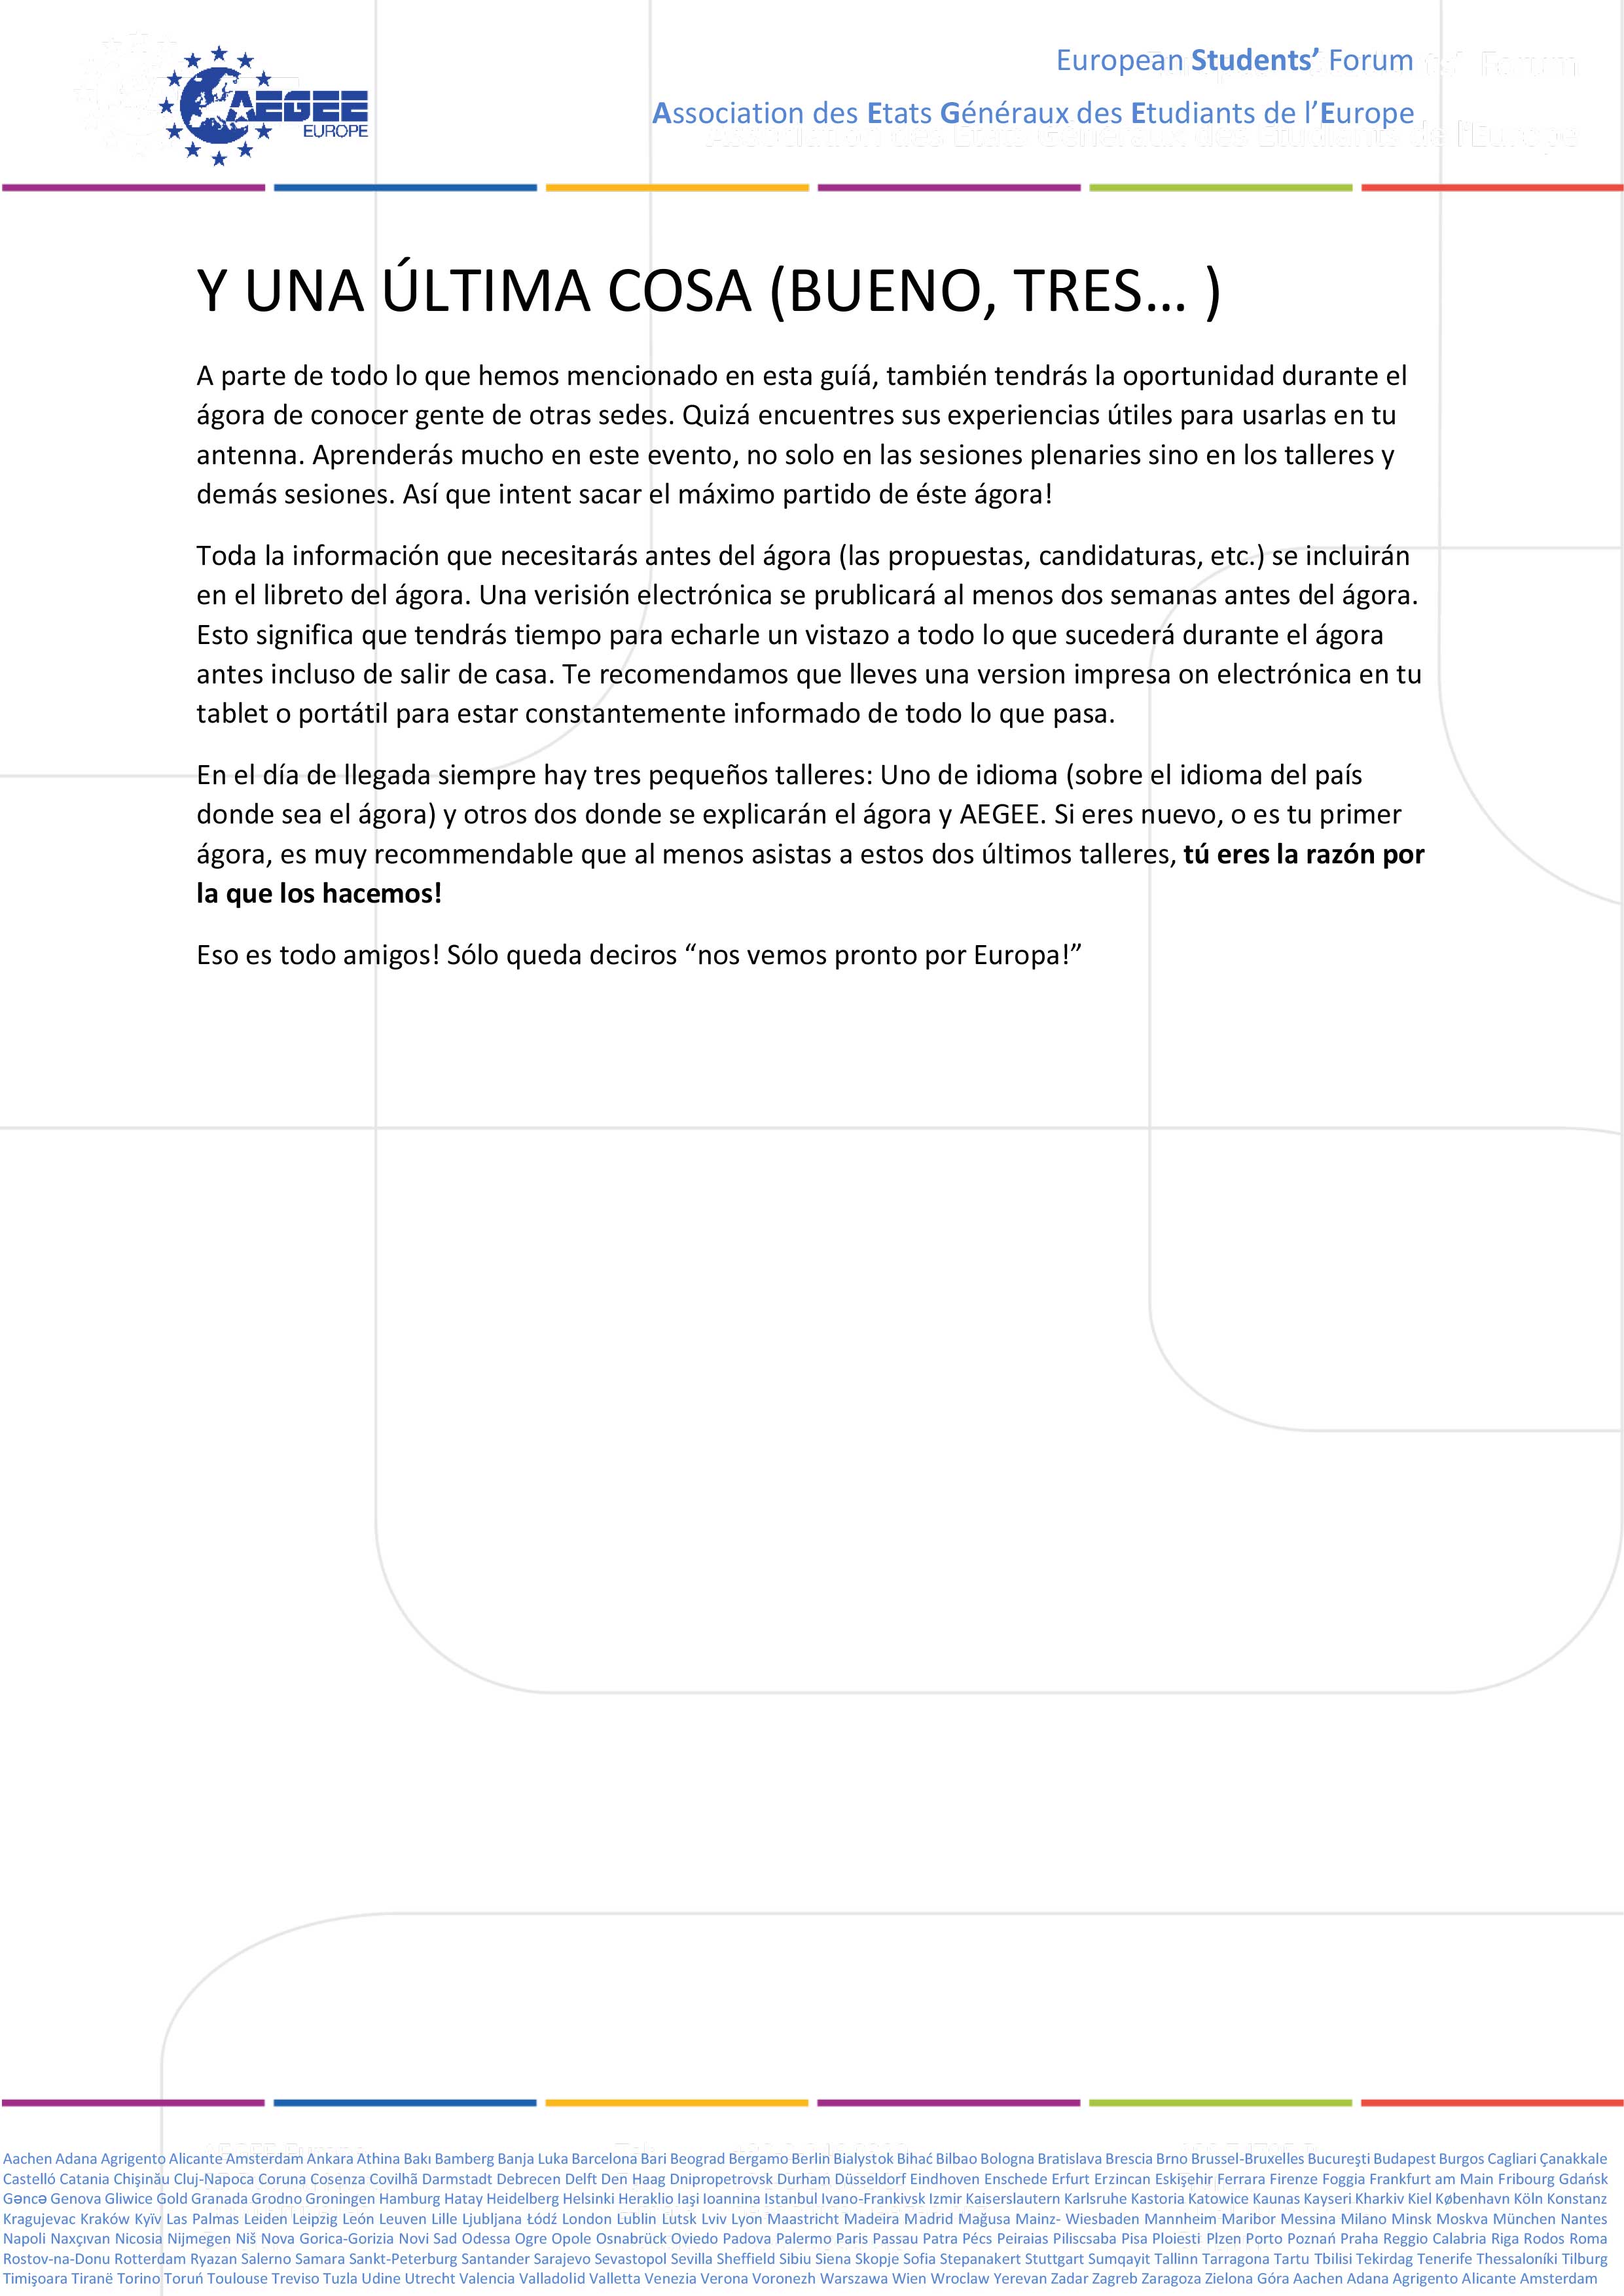 AEGEE
EUROPE
European Students’ Forum
Association des Etats Généraux des Etudiants de l’Europe
Y UNA ÚLTIMA COSA (BUENO, TRES… )
A parte de todo lo que hemos mencionado en esta guíá, también tendrás la oportunidad durante el
ágora de conocer gente de otras sedes. Quizá encuentres sus experiencias útiles para usarlas en tu
antenna. Aprenderás mucho en este evento, no solo en las sesiones plenaries sino en los talleres y
demás sesiones. Así que intent sacar el máximo partido de éste ágora!
Toda la información que necesitarás antes del ágora (las propuestas, candidaturas, etc.) se incluirán
en el libreto del ágora. Una verisión electrónica se prublicará al menos dos semanas antes del ágora.
Esto significa que tendrás tiempo para echarle un vistazo a todo lo que sucederá durante el ágora
antes incluso de salir de casa. Te recomendamos que lleves una version impresa on electrónica en tu
tablet o portátil para estar constantemente informado de todo lo que pasa.
En el día de llegada siempre hay tres pequeños talleres: Uno de idioma (sobre el idioma del país
donde sea el ágora) y otros dos donde se explicarán el ágora y AEGEE. Si eres nuevo, o es tu primer
ágora, es muy recommendable que al menos asistas a estos dos últimos talleres, tú eres la razón por
la que los hacemos!
Eso es todo amigos! Sólo queda deciros “nos vemos pronto por Europa!”
Aachen Adana Agrigento Alicante Amsterdam Ankara Athina Bakı Bamberg Banja Luka Barcelona Bari Beograd Bergamo Berlin Bialystok Bihać Bilbao Bologna Bratislava Brescia Brno Brussel-Bruxelles Bucureşti Budapest Burgos Cagliari Çanakkale
Castelló Catania Chişinău Cluj-Napoca Coruna Cosenza Covilhã Darmstadt Debrecen Delft Den Haag Dnipropetrovsk Durham Düsseldorf Eindhoven Enschede Erfurt Erzincan Eskişehir Ferrara Firenze Foggia Frankfurt am Main Fribourg Gdańsk
Gəncə Genova Gliwice Gold Granada Grodno Groningen Hamburg Hatay Heidelberg Helsinki Heraklio Iaşi Ioannina Istanbul Ivano-Frankivsk Izmir Kaiserslautern Karlsruhe Kastoria Katowice Kaunas Kayseri Kharkiv Kiel København Köln Konstanz
Kragujevac Kraków Kyïv Las Palmas Leiden Leipzig León Leuven Lille Ljubljana Łódź London Lublin Lutsk Lviv Lyon Maastricht Madeira Madrid Mağusa Mainz- Wiesbaden Mannheim Maribor Messina Milano Minsk Moskva München Nantes
Napoli Naxçıvan Nicosia Nijmegen Niš Nova Gorica-Gorizia Novi Sad Odessa Ogre Opole Osnabrück Oviedo Padova Palermo Paris Passau Patra Pécs Peiraias Piliscsaba Pisa Ploieşti Plzen Porto Poznań Praha Reggio Calabria Riga Rodos Roma
Rostov-na-Donu Rotterdam Ryazan Salerno Samara Sankt-Peterburg Santander Sarajevo Sevastopol Sevilla Sheffield Sibiu Siena Skopje Sofia Stepanakert Stuttgart Sumqayit Tallinn Tarragona Tartu Tbilisi Tekirdag Tenerife Thessaloníki Tilburg
Timişoara Tiranë Torino Toruń Toulouse Treviso Tuzla Udine Utrecht Valencia Valladolid Valletta Venezia Verona Voronezh Warszawa Wien Wroclaw Yerevan Zadar Zagreb Zaragoza Zielona Góra Aachen Adana Agrigento Alicante Amsterdam